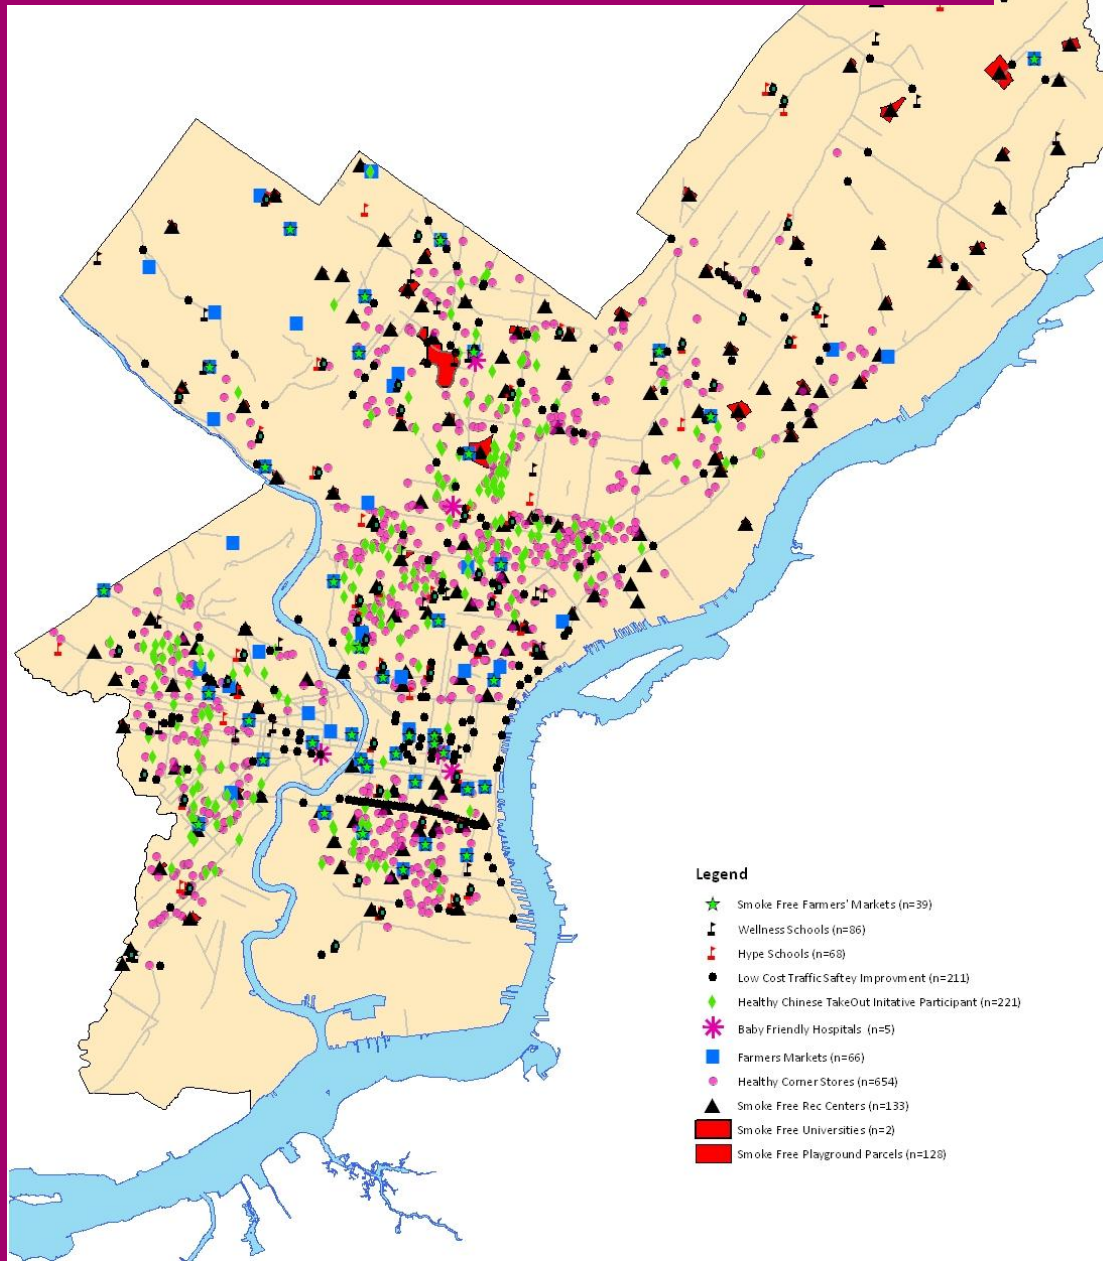 Legend
Smoke Free Farmers' Markets (n=39)
Wellness Schools (n=86)
Hype Schools (n=68)
Low Cost Traffic Saftey Improvment (n=211)
Healthy Chinese TakeOut Initative Participant (n=221)
Baby Friendly Hospitals (n=5)
Farmers Markets (n=66)
Healthy Corner Stores (n=654)
Smoke Free Rec Centers (n=133)
Smoke Free Universities (n=2)
Smoke Free Playground Parcels (n=128)